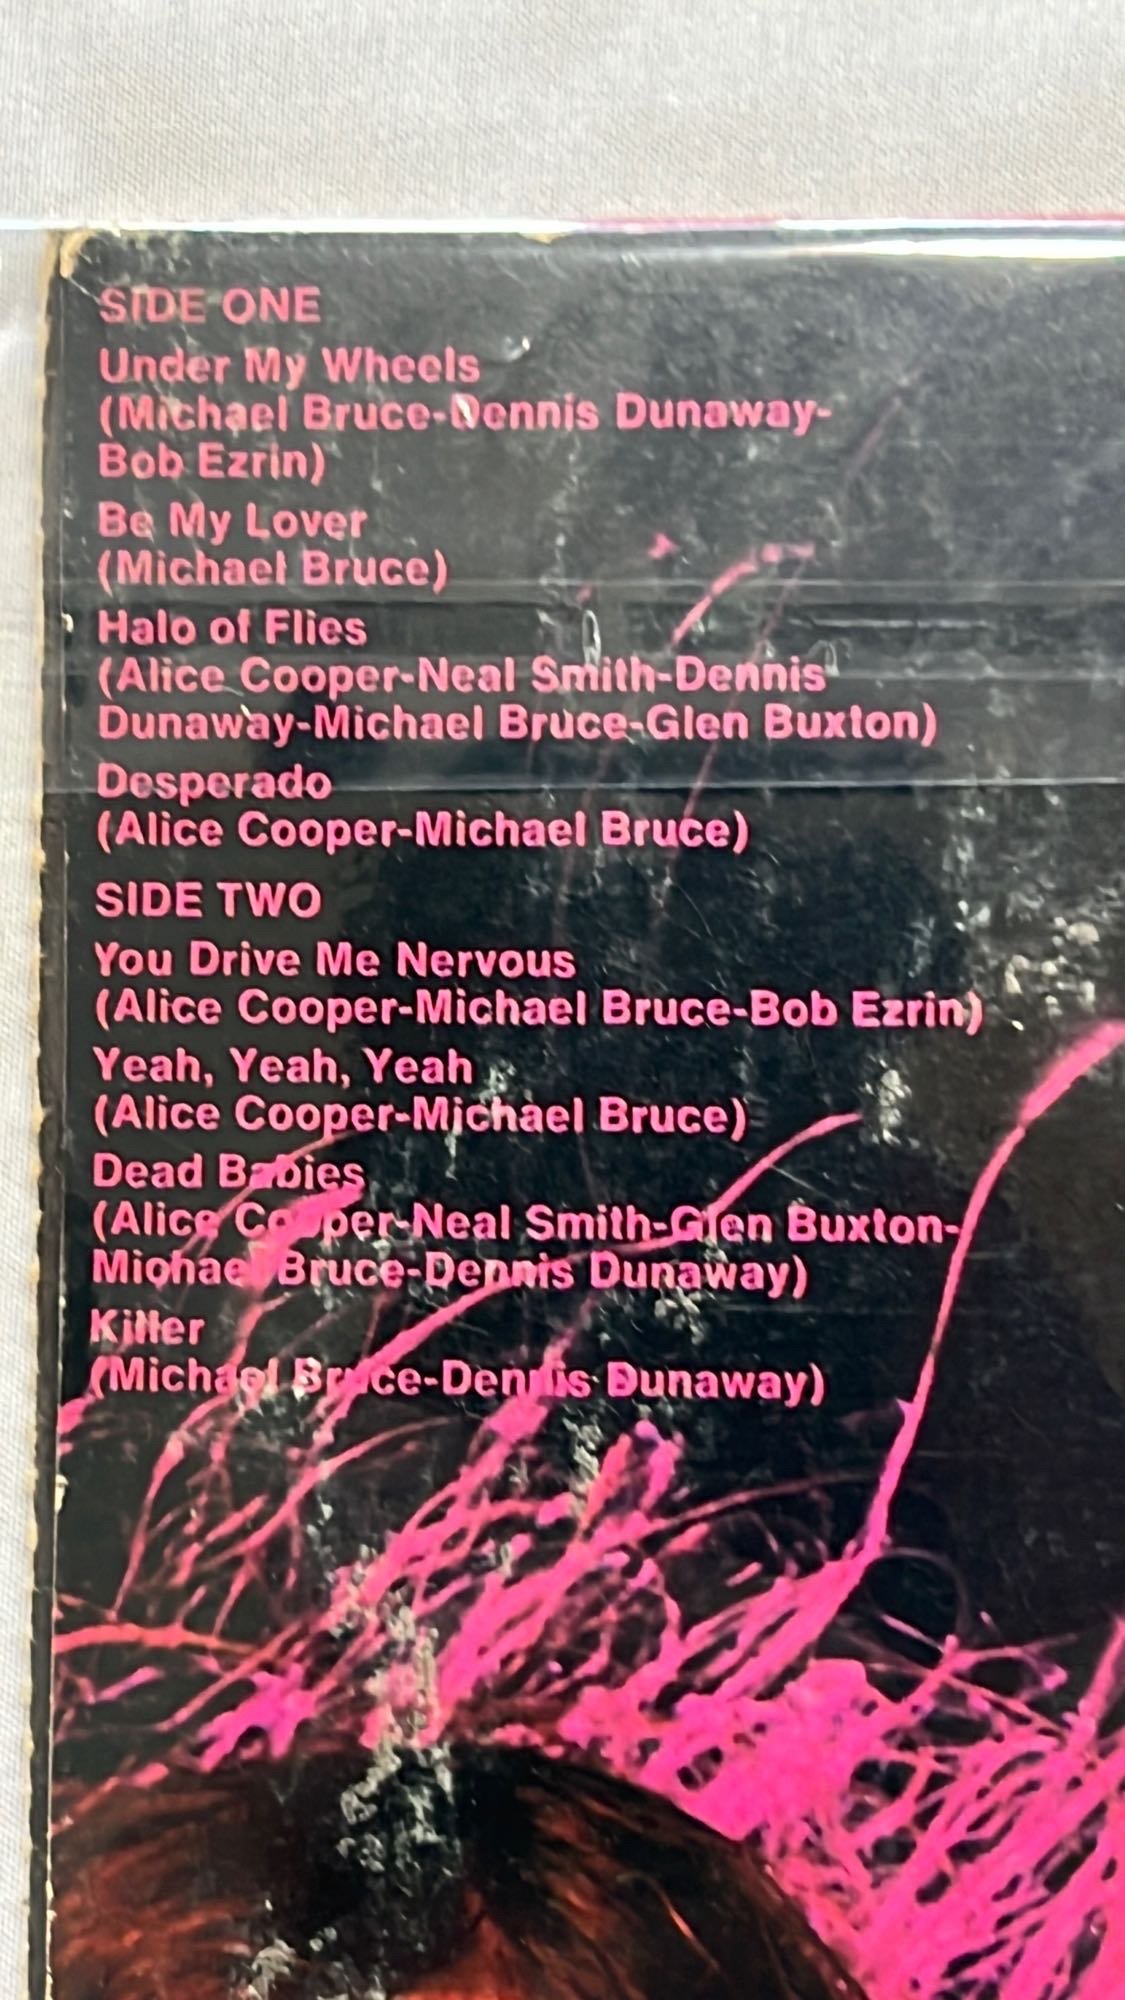 SIDE ONE
Under My Wheels
(Michael Bruce-Dennis Dunaway-
Bob Ezrin)
Be My Lover
(Michael Bruce)
Halo of Flies
(Alice Cooper-Neal Smith-Dennis
Dunaway-Michael Bruce-Glen Buxton)
Desperado
(Alice Cooper-Michael Bruce)
SIDE TWO
You Drive Me Nervous
(Alice Cooper-Michael Bruce-Bob Ezrin)
Yeah, Yeah, Yeah
(Alice Cooper-Michael Bruce)
Dead Babies
(Alice Cooper-Neal Smith-Glen Buxton-
Michael Bruce-Dennis Dunaway)
Killer
(Michael Bruce-Dennis Dunaway)